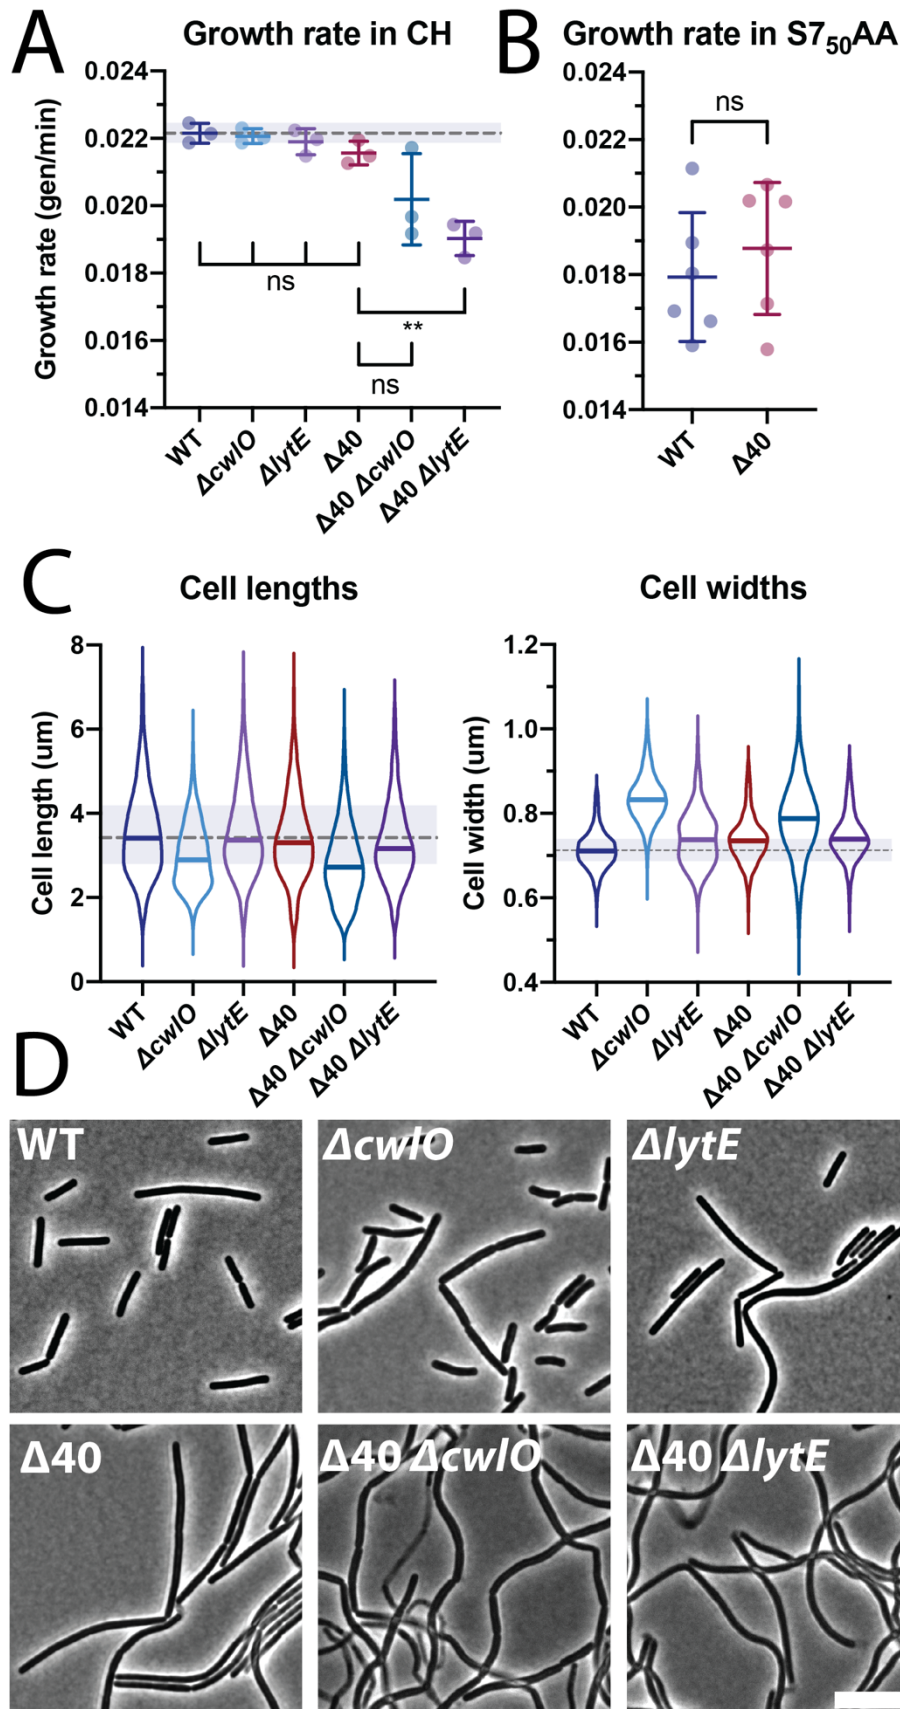 A
Growth rate in CH
Growth rate (gen/min)
0.024
0.022
0.020
0.018
0.016
0.014
ns
**
ns
WT
ΔcwlO
ΔlytE
Δ40
Δ40 ΔcwlO
Δ40 ΔlytE
B
Growth rate in S7₅₀AA
0.024
0.022
0.020
0.018
0.016
0.014
ns
WT
Δ40
C
Cell lengths
Cell length (um)
8
6
4
2
0
WT
ΔcwlO
ΔlytE
Δ40
Δ40 ΔcwlO
Δ40 ΔlytE
Cell widths
Cell width (um)
1.2
1.0
0.8
0.6
0.4
WT
ΔcwlO
ΔlytE
Δ40
Δ40 ΔcwlO
Δ40 ΔlytE
D
WT
ΔcwlO
ΔlytE
Δ40
Δ40 ΔcwlO
Δ40 ΔlytE